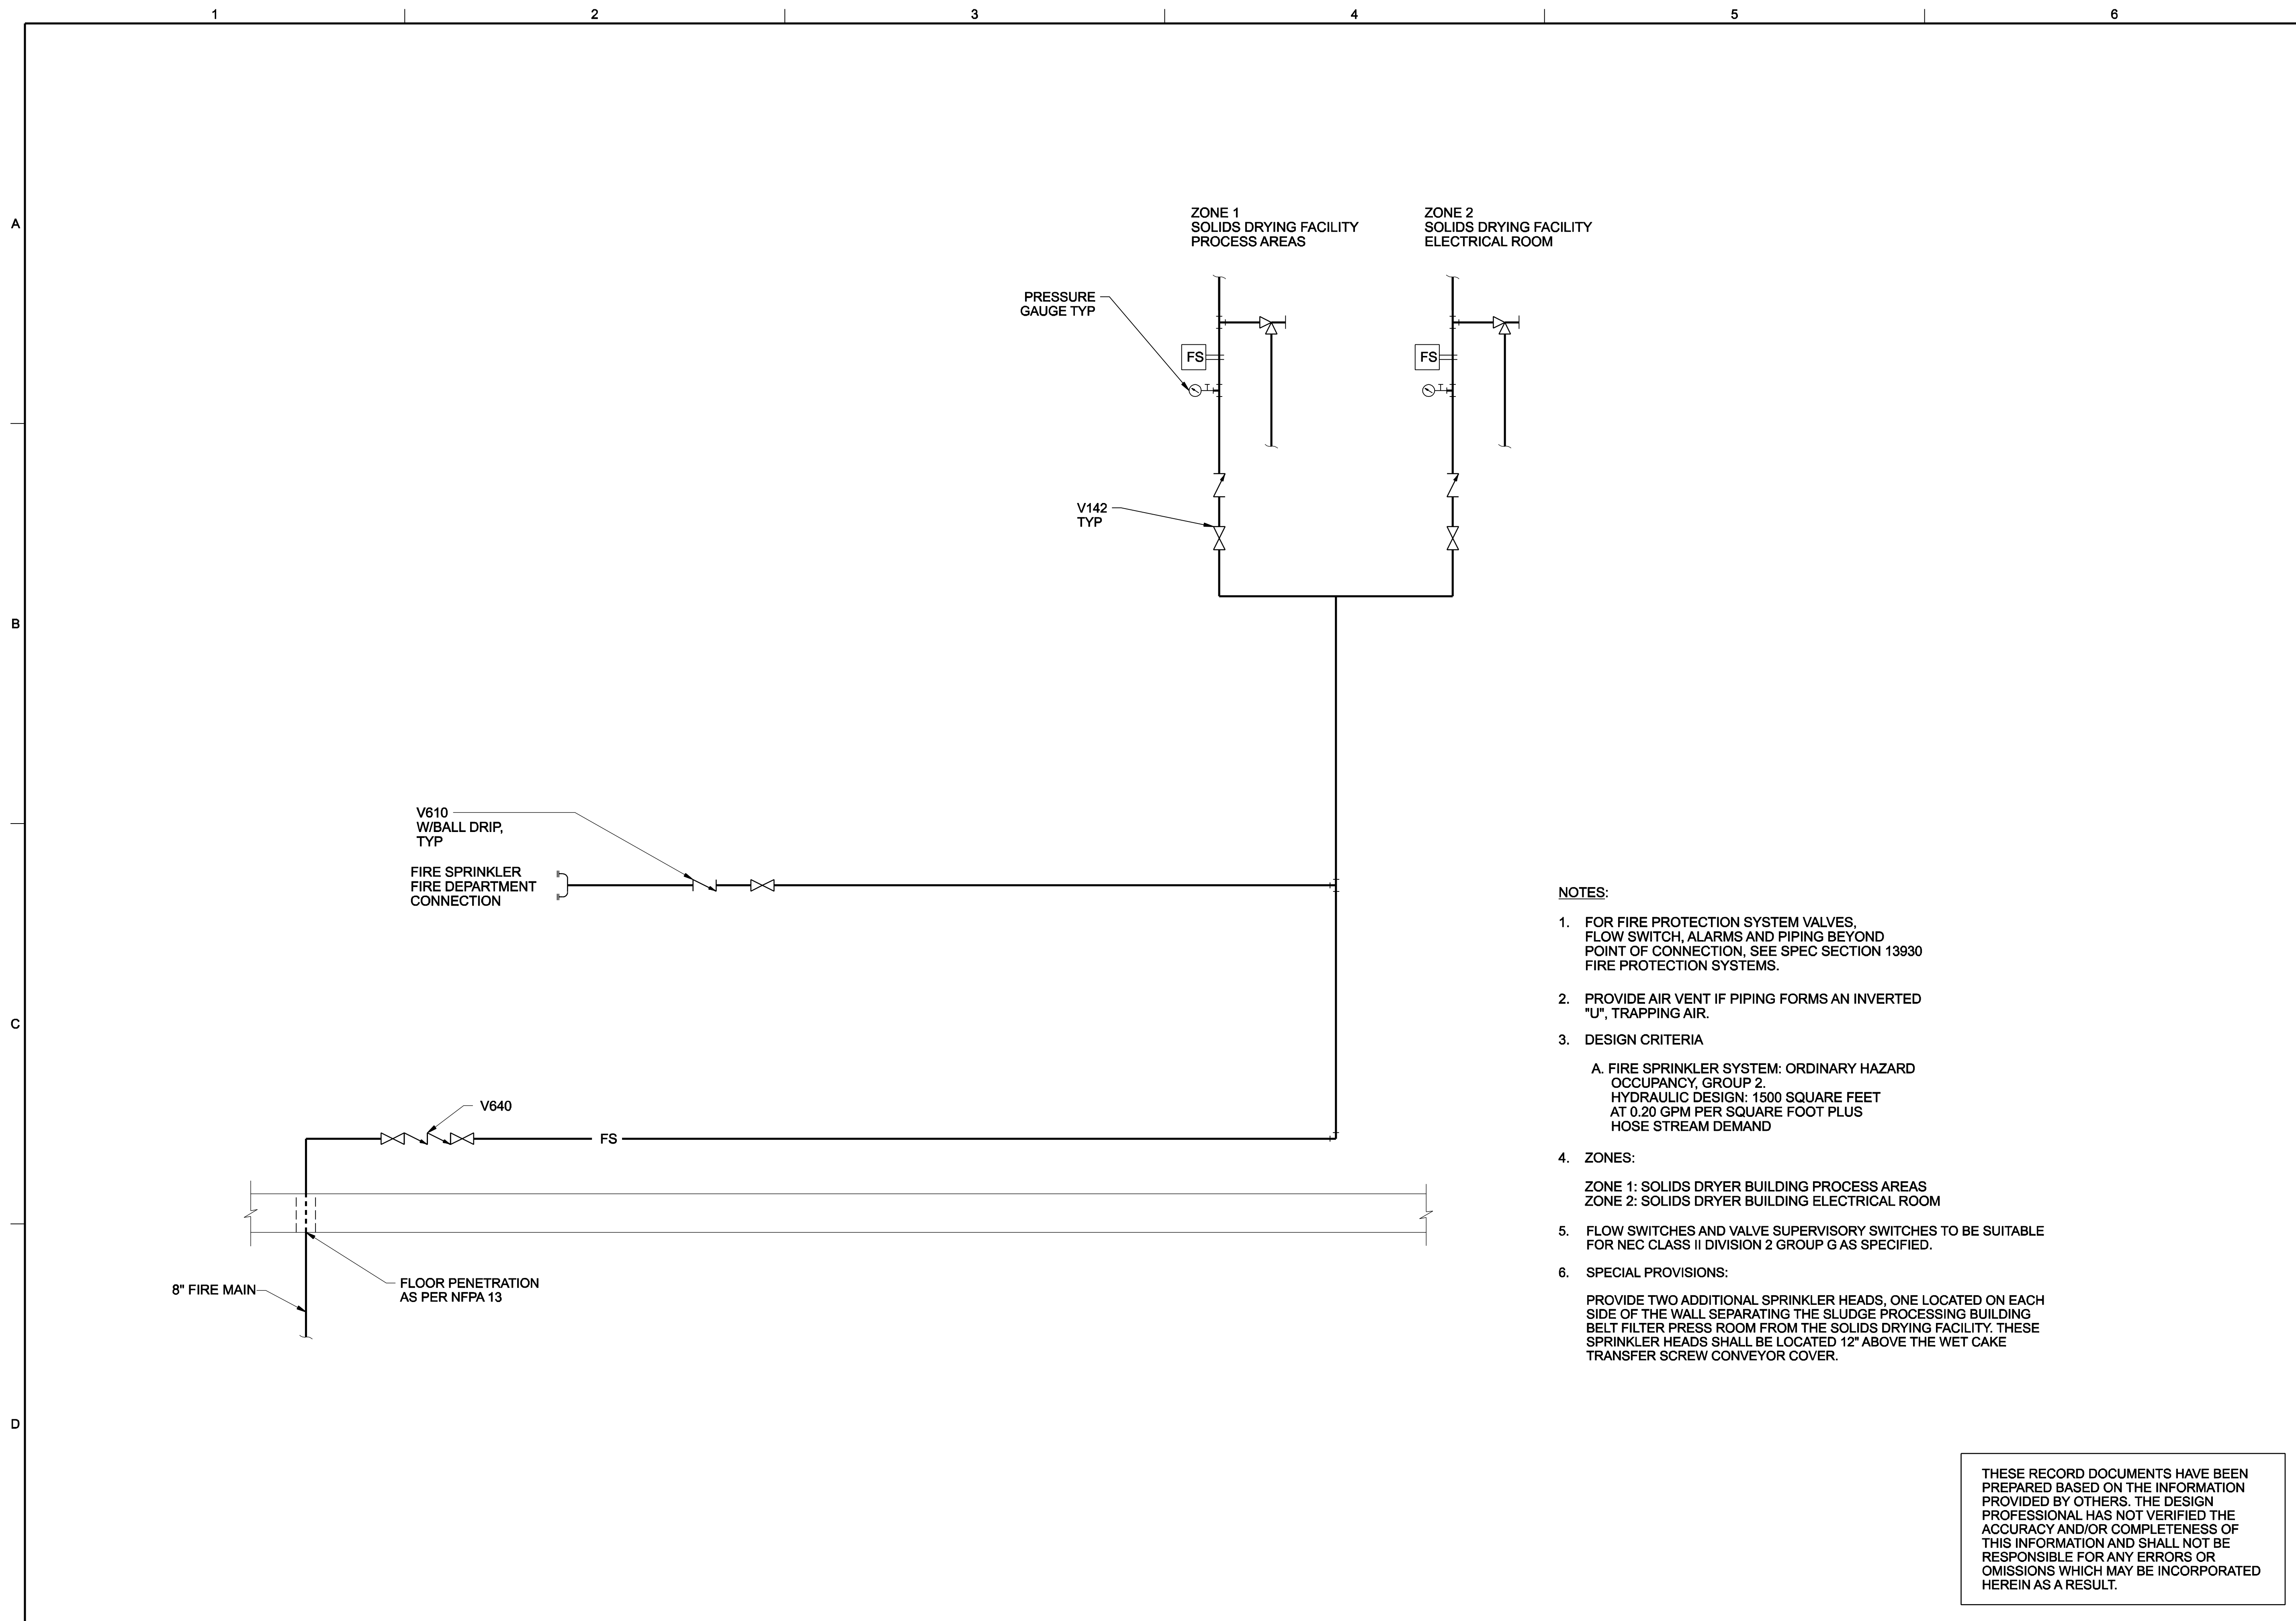 1 2 3 4 5 6
A
B
C
D
ZONE 1
SOLIDS DRYING FACILITY
PROCESS AREAS
ZONE 2
SOLIDS DRYING FACILITY
ELECTRICAL ROOM
PRESSURE
GAUGE TYP
FS
FS
V142
TYP
V610
W/BALL DRIP,
TYP
FIRE SPRINKLER
FIRE DEPARTMENT
CONNECTION
V640
FS
8" FIRE MAIN
FLOOR PENETRATION
AS PER NFPA 13
NOTES:
1. FOR FIRE PROTECTION SYSTEM VALVES,
FLOW SWITCH, ALARMS AND PIPING BEYOND
POINT OF CONNECTION, SEE SPEC SECTION 13930
FIRE PROTECTION SYSTEMS.
2. PROVIDE AIR VENT IF PIPING FORMS AN INVERTED
"U", TRAPPING AIR.
3. DESIGN CRITERIA
A. FIRE SPRINKLER SYSTEM: ORDINARY HAZARD
OCCUPANCY, GROUP 2.
HYDRAULIC DESIGN: 1500 SQUARE FEET
AT 0.20 GPM PER SQUARE FOOT PLUS
HOSE STREAM DEMAND
4. ZONES:
ZONE 1: SOLIDS DRYER BUILDING PROCESS AREAS
ZONE 2: SOLIDS DRYER BUILDING ELECTRICAL ROOM
5. FLOW SWITCHES AND VALVE SUPERVISORY SWITCHES TO BE SUITABLE
FOR NEC CLASS II DIVISION 2 GROUP G AS SPECIFIED.
6. SPECIAL PROVISIONS:
PROVIDE TWO ADDITIONAL SPRINKLER HEADS, ONE LOCATED ON EACH
SIDE OF THE WALL SEPARATING THE SLUDGE PROCESSING BUILDING
BELT FILTER PRESS ROOM FROM THE SOLIDS DRYING FACILITY. THESE
SPRINKLER HEADS SHALL BE LOCATED 12" ABOVE THE WET CAKE
TRANSFER SCREW CONVEYOR COVER.
THESE RECORD DOCUMENTS HAVE BEEN
PREPARED BASED ON THE INFORMATION
PROVIDED BY OTHERS. THE DESIGN
PROFESSIONAL HAS NOT VERIFIED THE
ACCURACY AND/OR COMPLETENESS OF
THIS INFORMATION AND SHALL NOT BE
RESPONSIBLE FOR ANY ERRORS OR
OMISSIONS WHICH MAY BE INCORPORATED
HEREIN AS A RESULT.